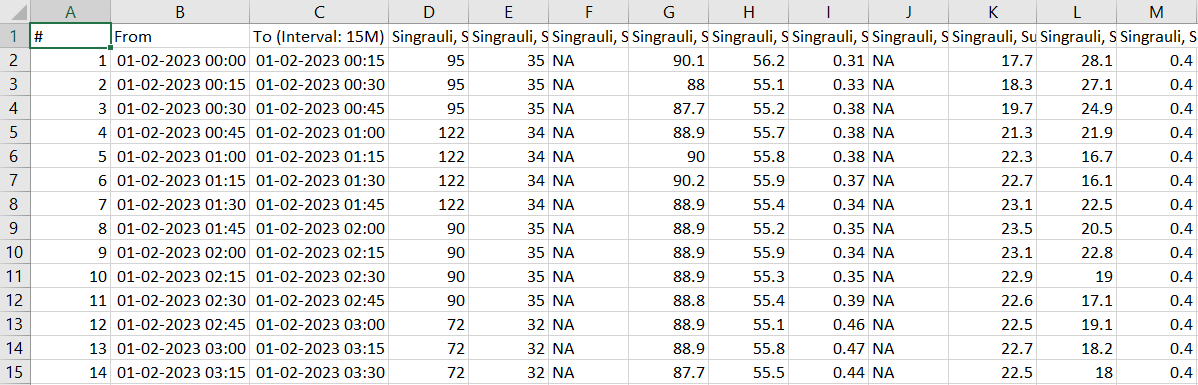 A B C D E F G H I J K L M
1 # From To (Interval: 15M) Singrauli, S Singrauli, S Singrauli, S Singrauli, S Singrauli, S Singrauli, S Singrauli, S Singrauli, Su Singrauli, S Singrauli, S
2 1 01-02-2023 00:00 01-02-2023 00:15 95 35 NA 90.1 56.2 0.31 NA 17.7 28.1 0.4
3 2 01-02-2023 00:15 01-02-2023 00:30 95 35 NA 88 55.1 0.33 NA 18.3 27.1 0.4
4 3 01-02-2023 00:30 01-02-2023 00:45 95 35 NA 87.7 55.2 0.38 NA 19.7 24.9 0.4
5 4 01-02-2023 00:45 01-02-2023 01:00 122 34 NA 88.9 55.7 0.38 NA 21.3 21.9 0.4
6 5 01-02-2023 01:00 01-02-2023 01:15 122 34 NA 90 55.8 0.38 NA 22.3 16.7 0.4
7 6 01-02-2023 01:15 01-02-2023 01:30 122 34 NA 90.2 55.9 0.37 NA 22.7 16.1 0.4
8 7 01-02-2023 01:30 01-02-2023 01:45 122 34 NA 88.9 55.4 0.34 NA 23.1 22.5 0.4
9 8 01-02-2023 01:45 01-02-2023 02:00 90 35 NA 88.9 55.2 0.35 NA 23.5 20.5 0.4
10 9 01-02-2023 02:00 01-02-2023 02:15 90 35 NA 88.9 55.9 0.34 NA 23.1 22.8 0.4
11 10 01-02-2023 02:15 01-02-2023 02:30 90 35 NA 88.9 55.3 0.35 NA 22.9 19 0.4
12 11 01-02-2023 02:30 01-02-2023 02:45 90 35 NA 88.8 55.4 0.39 NA 22.6 17.1 0.4
13 12 01-02-2023 02:45 01-02-2023 03:00 72 32 NA 88.9 55.1 0.46 NA 22.5 19.1 0.4
14 13 01-02-2023 03:00 01-02-2023 03:15 72 32 NA 88.9 55.8 0.47 NA 22.7 18.2 0.4
15 14 01-02-2023 03:15 01-02-2023 03:30 72 32 NA 87.7 55.5 0.44 NA 22.5 18 0.4